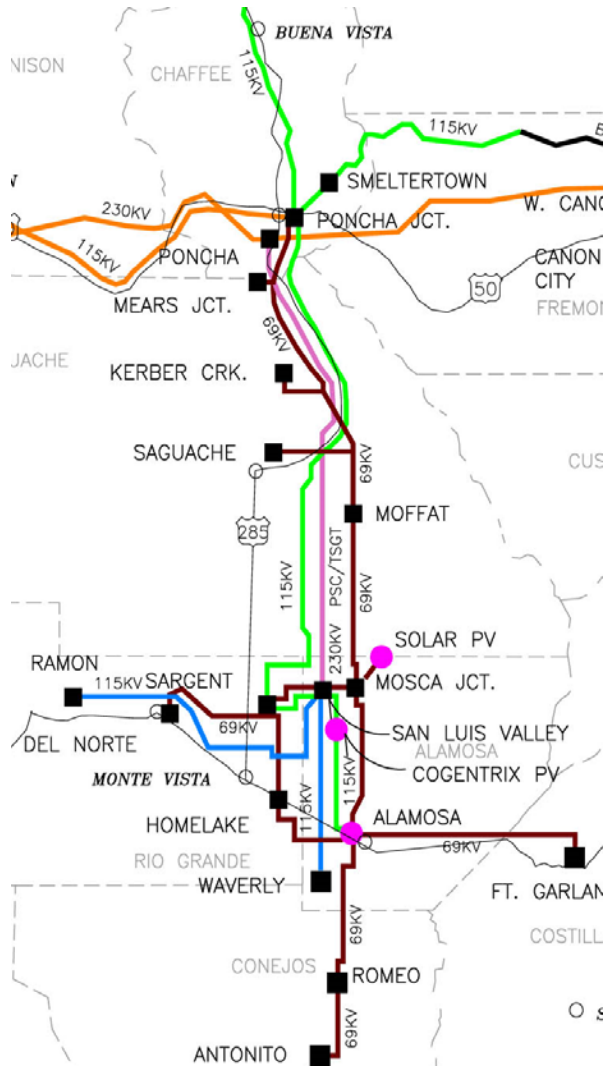 BUENA VISTA
NISON
CHAFFEE
115KV
115KV
SMELTERTOWN
230KV
PONCHA JCT.
W. CANO
115KV
PONCHA
CANON
CITY
50
MEARS JCT.
FREMON
69KV
JACHE
KERBER CRK.
SAGUACHE
69KV
CUS
285
MOFFAT
115KV
PSC/TSGT
69KV
230KV
SOLAR PV
RAMON
115KV
SARGENT
MOSCA JCT.
69KV
DEL NORTE
SAN LUIS VALLEY
ALAMOSA
MONTE VISTA
COGENTRIX PV
115KV
115KV
HOMELAKE
ALAMOSA
69KV
RIO GRANDE
WAVERLY
FT. GARLAN
69KV
COSTILL
CONEJOS
ROMEO
S
69KV
ANTONITO